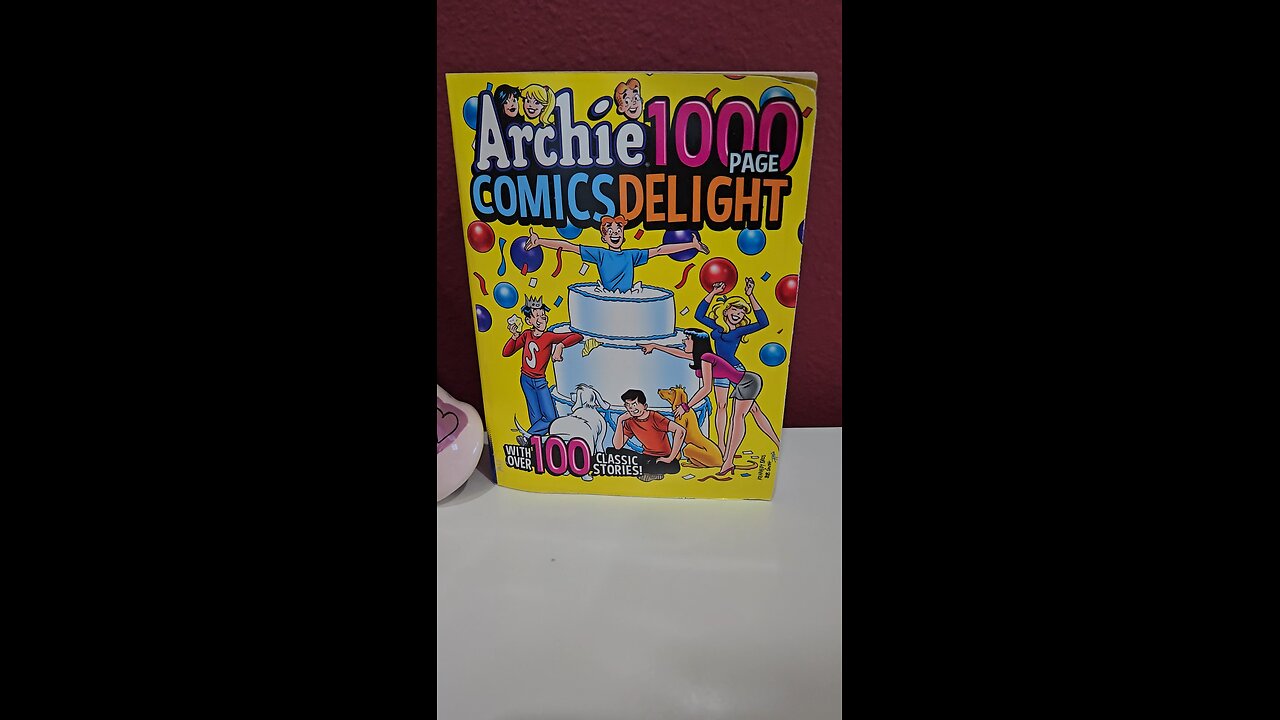 Archie 1000
PAGE
COMICS DELIGHT
S
WITH OVER 100 CLASSIC STORIES!